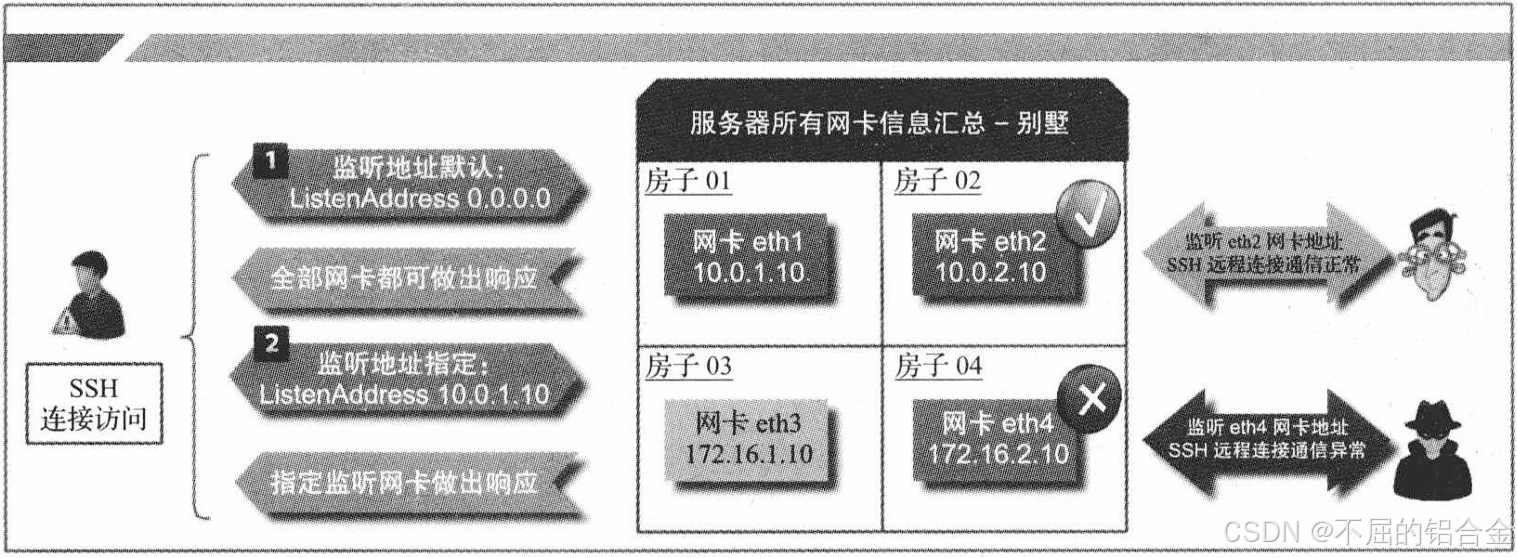 SSH
连接访问
1
监听地址默认：
ListenAddress 0.0.0.0
全部网卡都可做出响应
2
监听地址指定：
ListenAddress 10.0.1.10
指定监听网卡做出响应
服务器所有网卡信息汇总 – 别墅
房子 01
网卡 eth1
10.0.1.10
房子 02
网卡 eth2
10.0.2.10
房子 03
网卡 eth3
172.16.1.10
房子 04
网卡 eth4
172.16.2.10
监听 eth2 网卡地址
SSH 远程连接通信正常
监听 eth4 网卡地址
SSH 远程连接通信异常
CSDN @不屈的铝合金